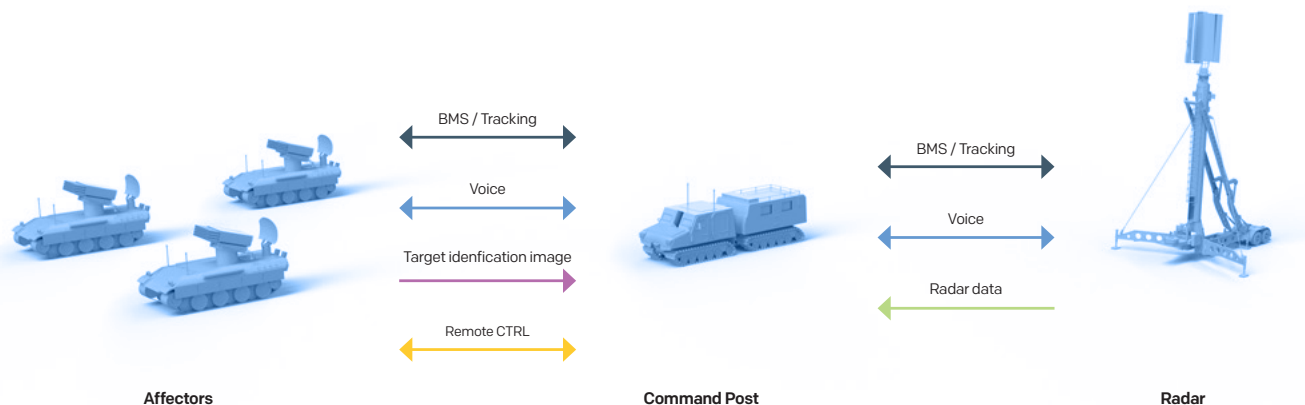 BMS / Tracking
Voice
Target idenfication image
Remote CTRL
BMS / Tracking
Voice
Radar data
Affectors
Command Post
Radar